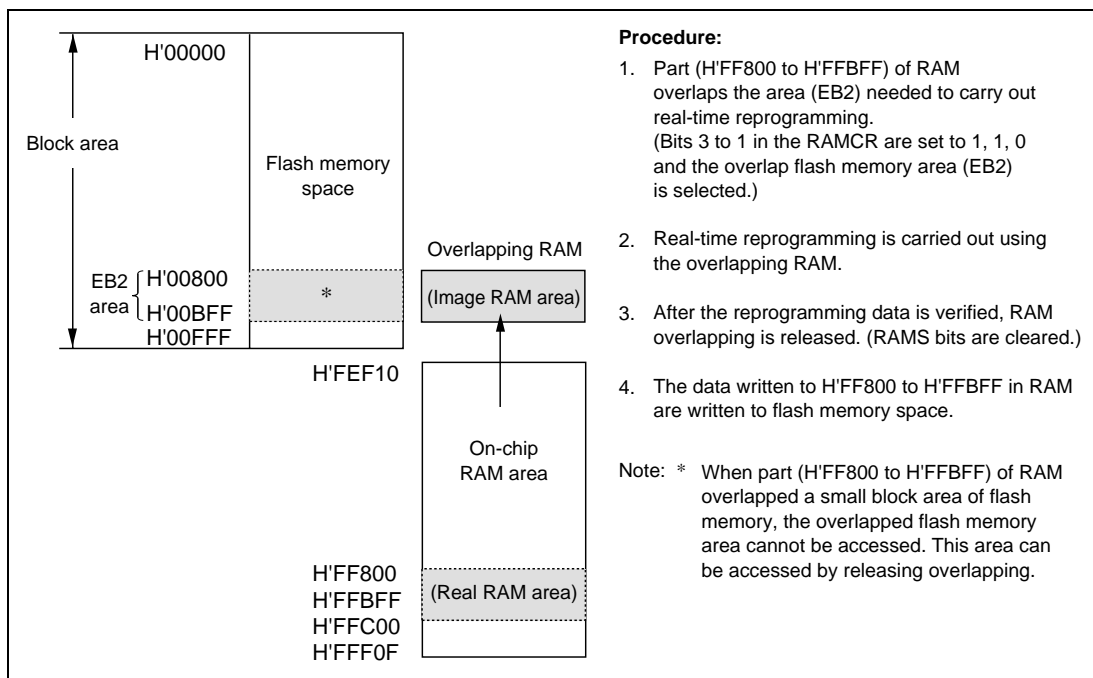 H'00000
Block area
Flash memory
space
EB2
area
H'00800
H'00BFF
H'00FFF
*
Overlapping RAM
(Image RAM area)
H'FEF10
On-chip
RAM area
H'FF800
H'FFBFF
H'FFC00
H'FFF0F
(Real RAM area)
Procedure:
1. Part (H'FF800 to H'FFBFF) of RAM
overlaps the area (EB2) needed to carry out
real-time reprogramming.
(Bits 3 to 1 in the RAMCR are set to 1, 1, 0
and the overlap flash memory area (EB2)
is selected.)
2. Real-time reprogramming is carried out using
the overlapping RAM.
3. After the reprogramming data is verified, RAM
overlapping is released. (RAMS bits are cleared.)
4. The data written to H'FF800 to H'FFBFF in RAM
are written to flash memory space.
Note: * When part (H'FF800 to H'FFBFF) of RAM
overlapped a small block area of flash
memory, the overlapped flash memory
area cannot be accessed. This area can
be accessed by releasing overlapping.